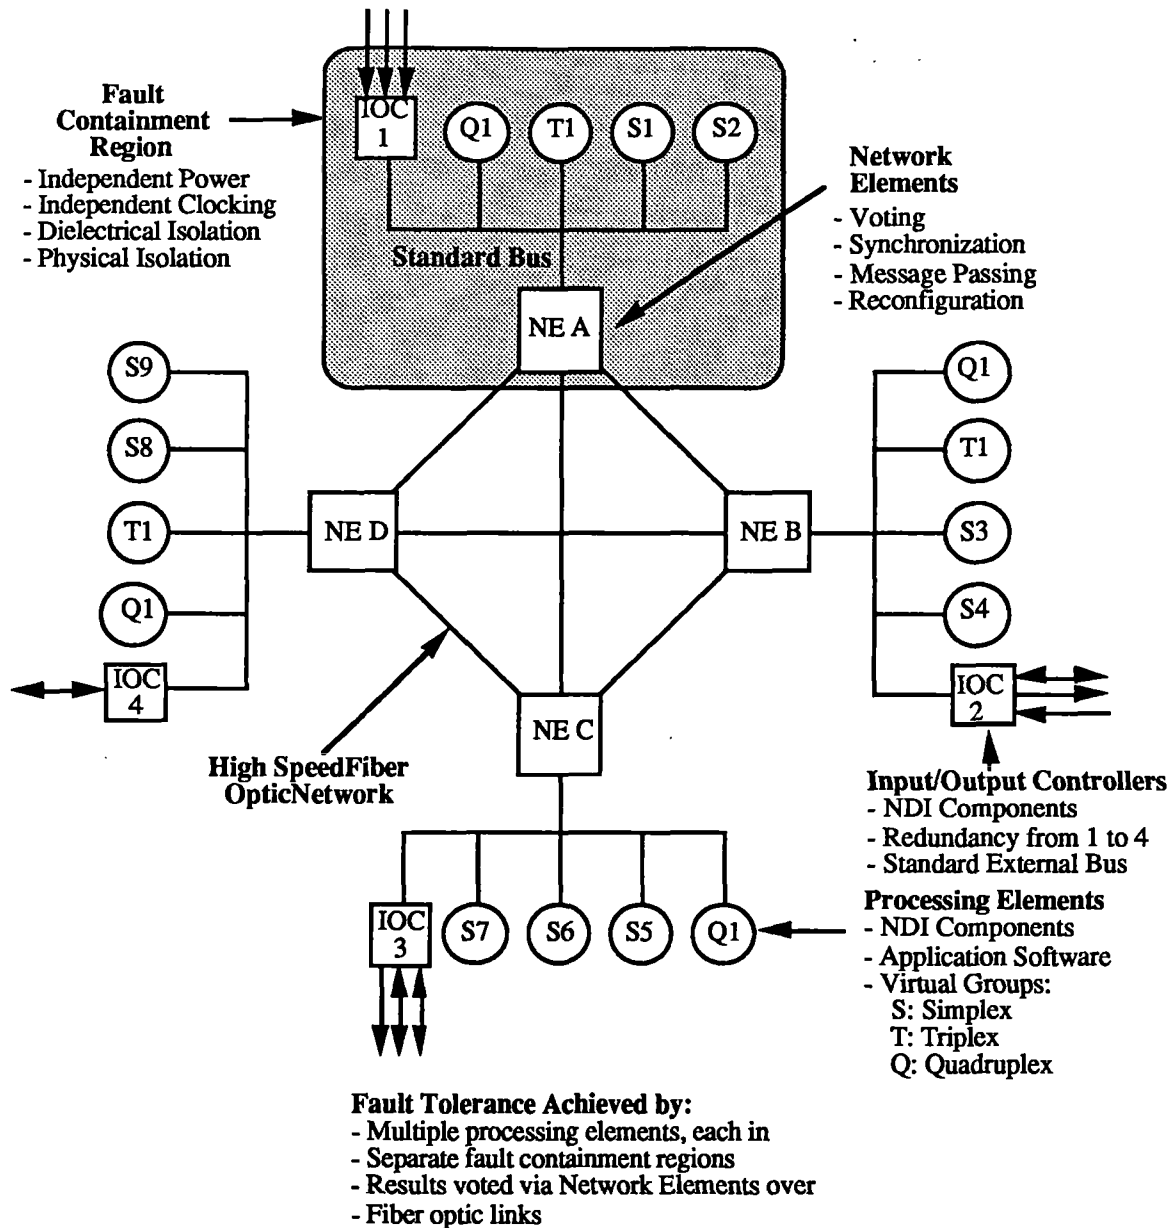 Fault
Containment
Region
- Independent Power
- Independent Clocking
- Dielectrical Isolation
- Physical Isolation
IOC
1
Q1
T1
S1
S2
Standard Bus
NE A
Network
Elements
- Voting
- Synchronization
- Message Passing
- Reconfiguration
S9
S8
T1
Q1
IOC
4
NE D
NE B
Q1
T1
S3
S4
IOC
2
NE C
High SpeedFiber
OpticNetwork
Input/Output Controllers
- NDI Components
- Redundancy from 1 to 4
- Standard External Bus
IOC
3
S7
S6
S5
Q1
Processing Elements
- NDI Components
- Application Software
- Virtual Groups:
S: Simplex
T: Triplex
Q: Quadruplex
Fault Tolerance Achieved by:
- Multiple processing elements, each in
- Separate fault containment regions
- Results voted via Network Elements over
- Fiber optic links